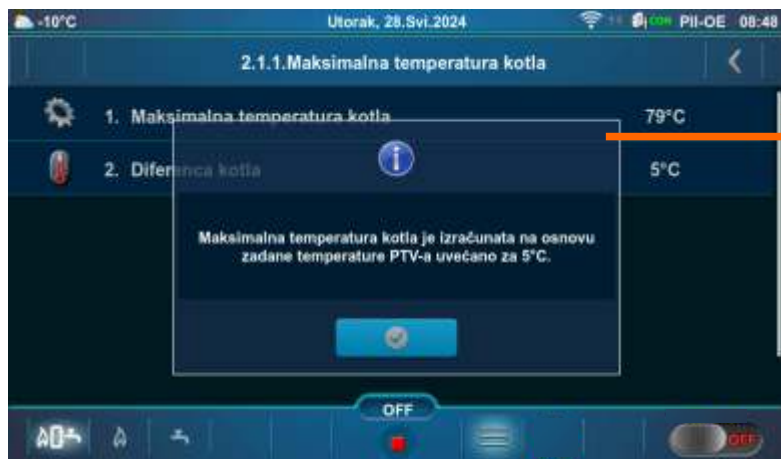 -10°C Utorak, 28.Svi.2024 PII-OE 08:48
2.1.1.Maksimalna temperatura kotla
1. Maksimalna temperatura kotla 79°C
2. Diferenca kotla 5°C
Maksimalna temperatura kotla je izračunata na osnovu
zadane temperature PTV-a uvećano za 5°C.
OFF
OFF